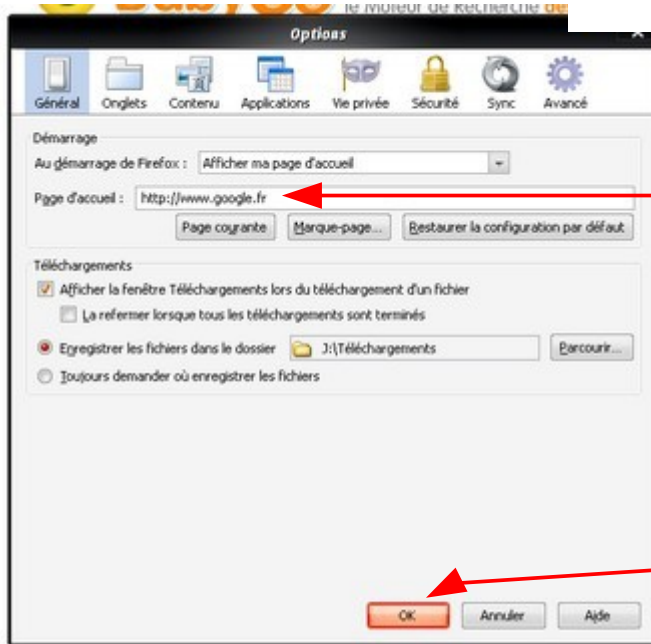 le Moteur de Recherche des
Options
Général Onglets Contenu Applications Vie privée Sécurité Sync Avancé
Démarrage
Au démarrage de Firefox : Afficher ma page d'accueil
Page d'accueil : http://www.google.fr
Page courante Marque-page... Restaurer la configuration par défaut
Téléchargements
Afficher la fenêtre Téléchargements lors du téléchargement d'un fichier
La refermer lorsque tous les téléchargements sont terminés
Enregistrer les fichiers dans le dossier J:\Téléchargements Parcourir...
Toujours demander où enregistrer les fichiers
OK Annuler Aide